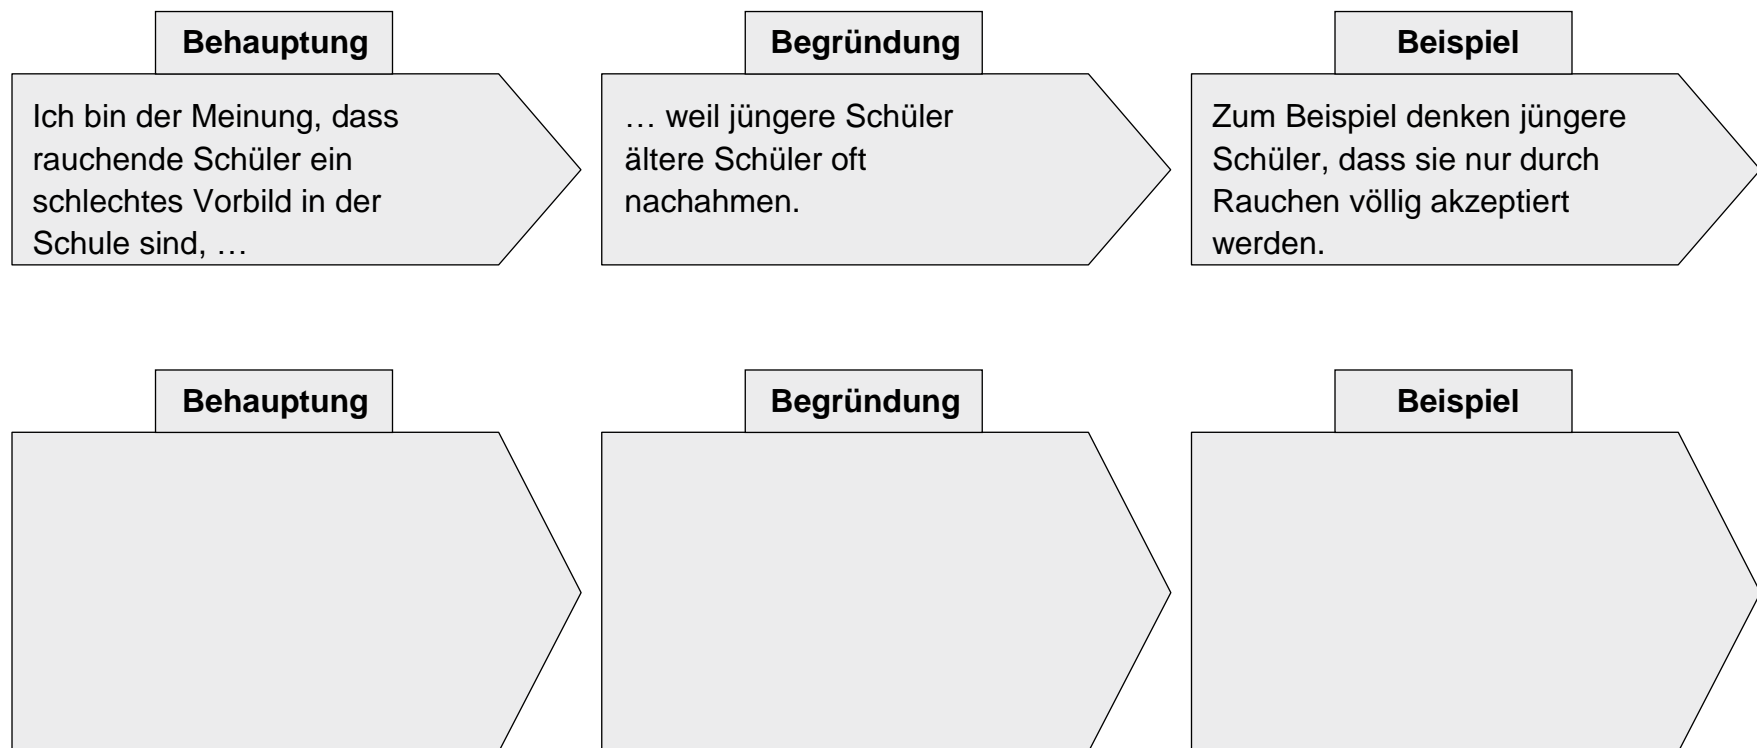 Behauptung
Begründung
Beispiel
Ich bin der Meinung, dass
rauchende Schüler ein
schlechtes Vorbild in der
Schule sind, …
… weil jüngere Schüler
ältere Schüler oft
nachahmen.
Zum Beispiel denken jüngere
Schüler, dass sie nur durch
Rauchen völlig akzeptiert
werden.
Behauptung
Begründung
Beispiel